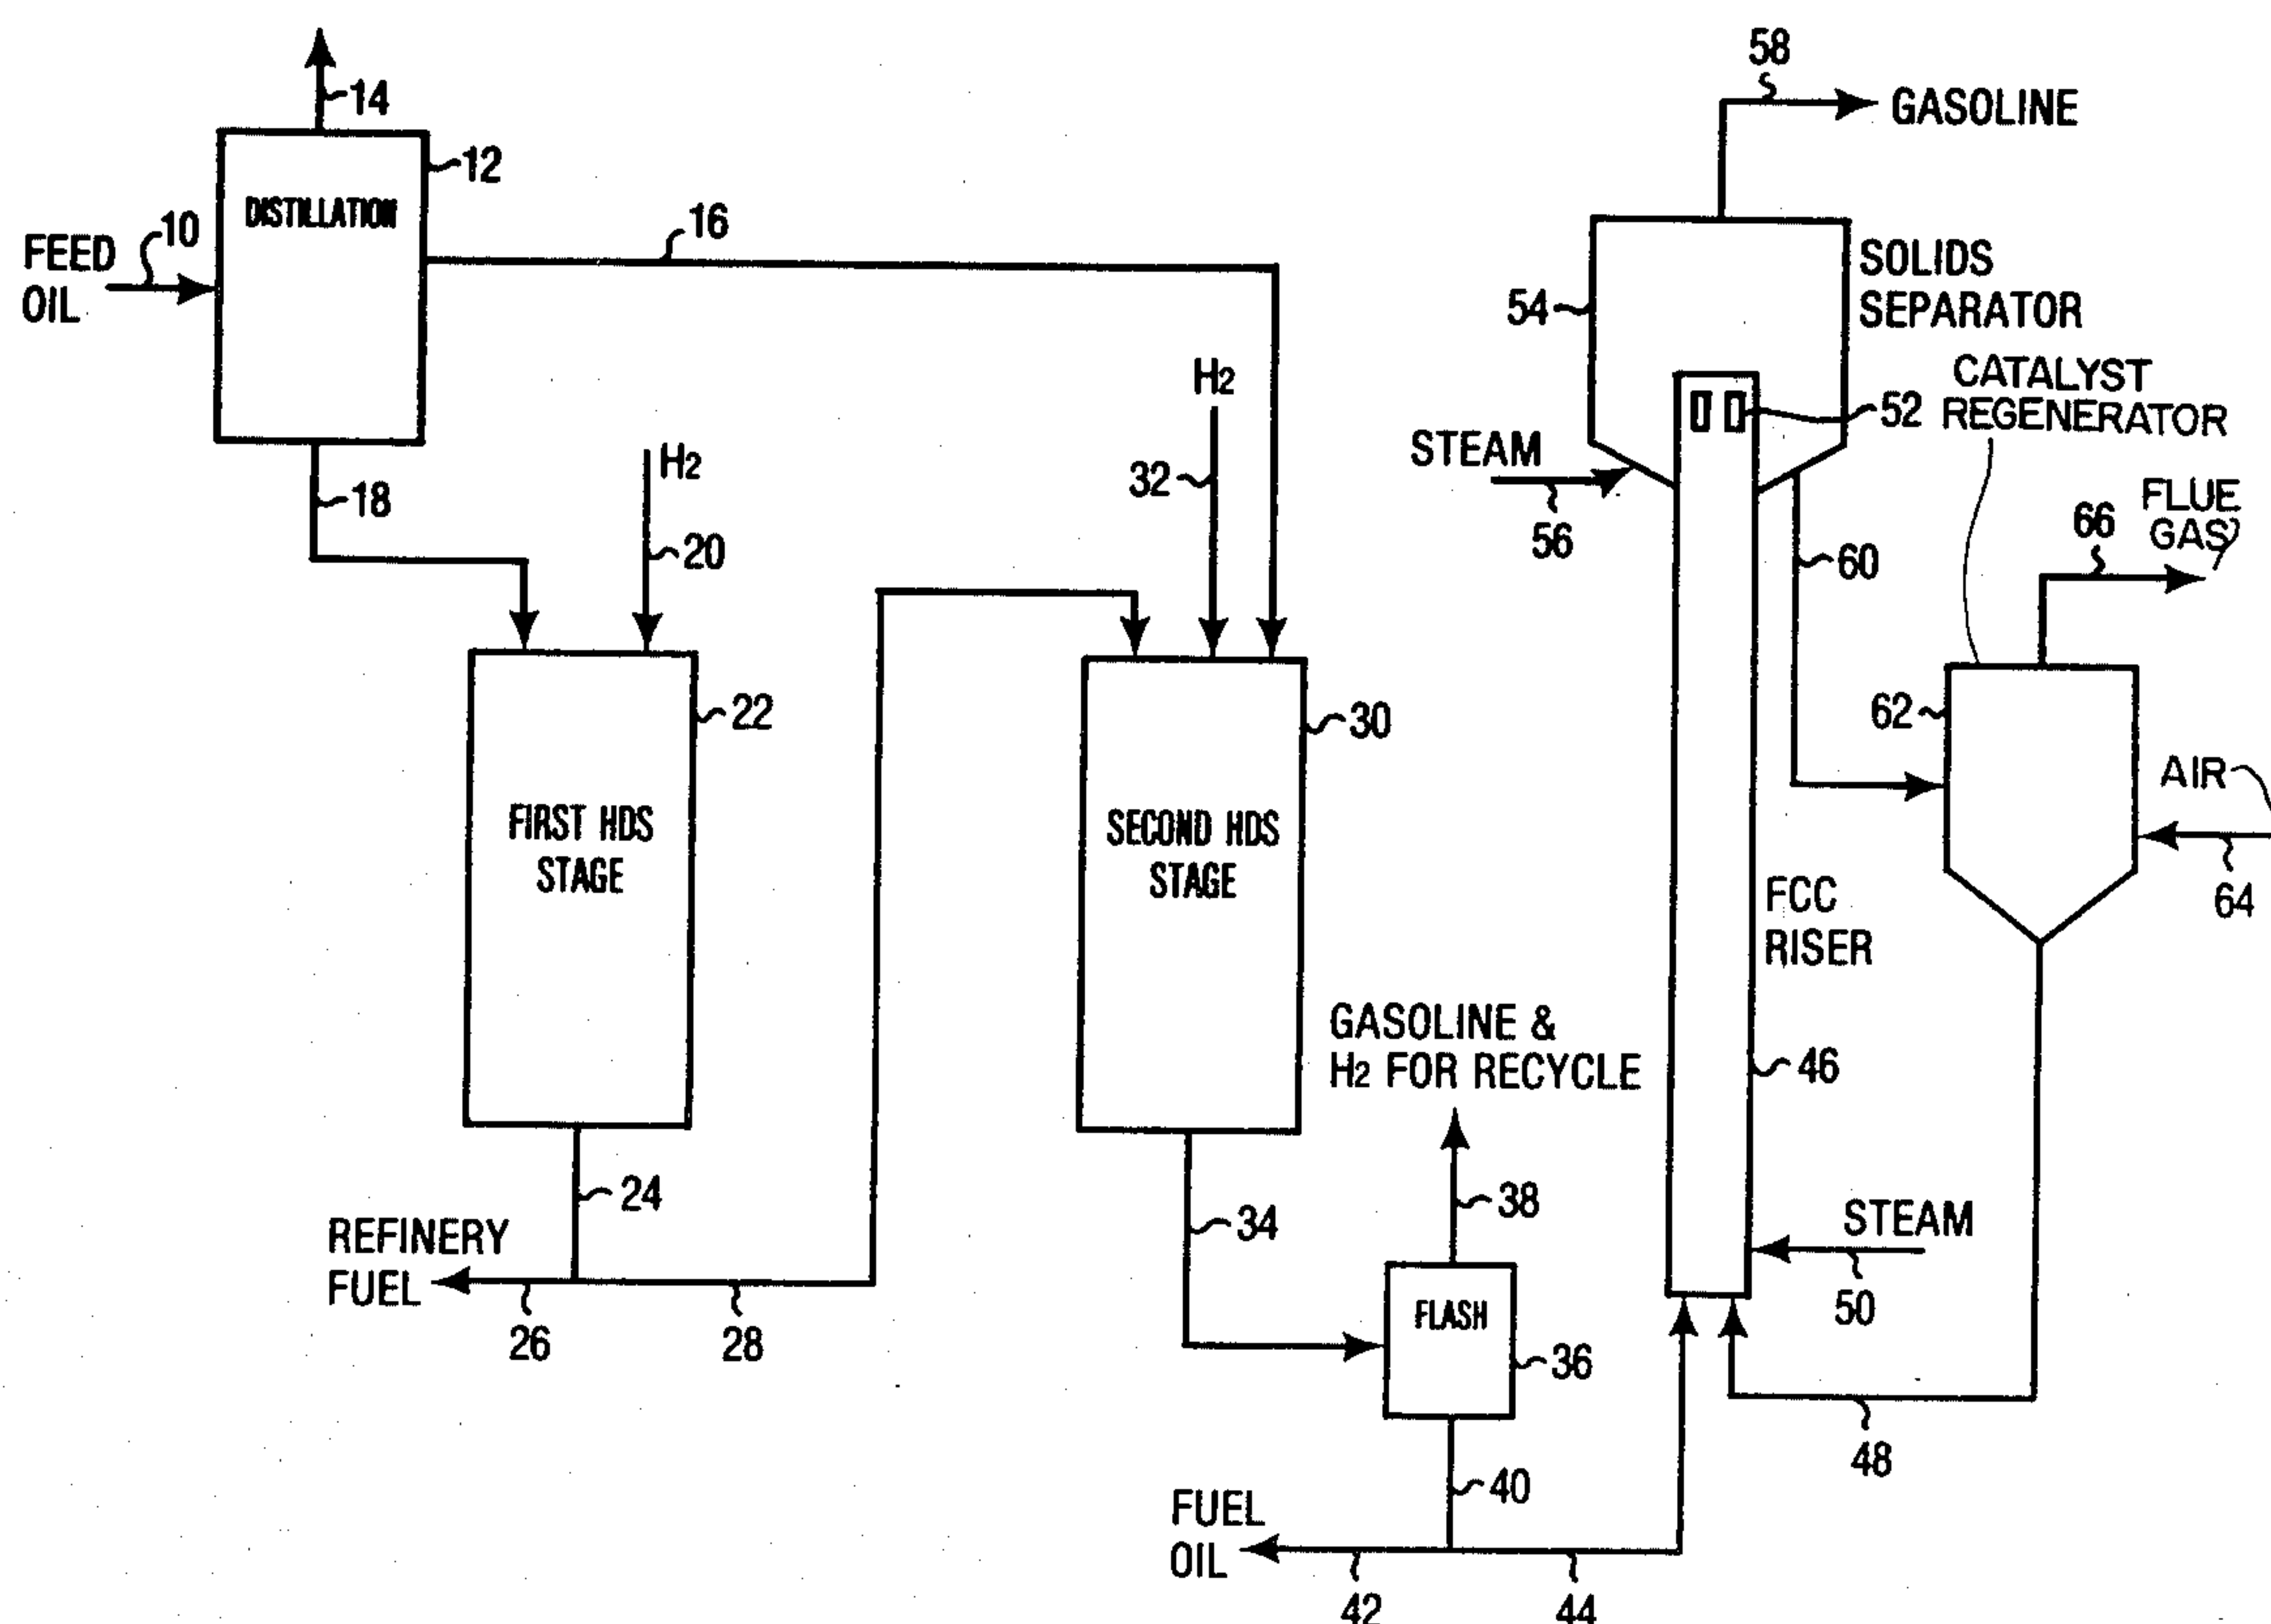 14
12
DISTILLATION
FEED
OIL
10
16
18
H2
20
22
FIRST HDS
STAGE
24
REFINERY
FUEL
26
28
H2
32
30
SECOND HDS
STAGE
34
GASOLINE &
H2 FOR RECYCLE
38
FLASH
36
40
FUEL
OIL
42
44
58
GASOLINE
SOLIDS
SEPARATOR
54
CATALYST
REGENERATOR
52
STEAM
56
60
FLUE
GAS
66
62
AIR
64
FCC
RISER
46
STEAM
50
48